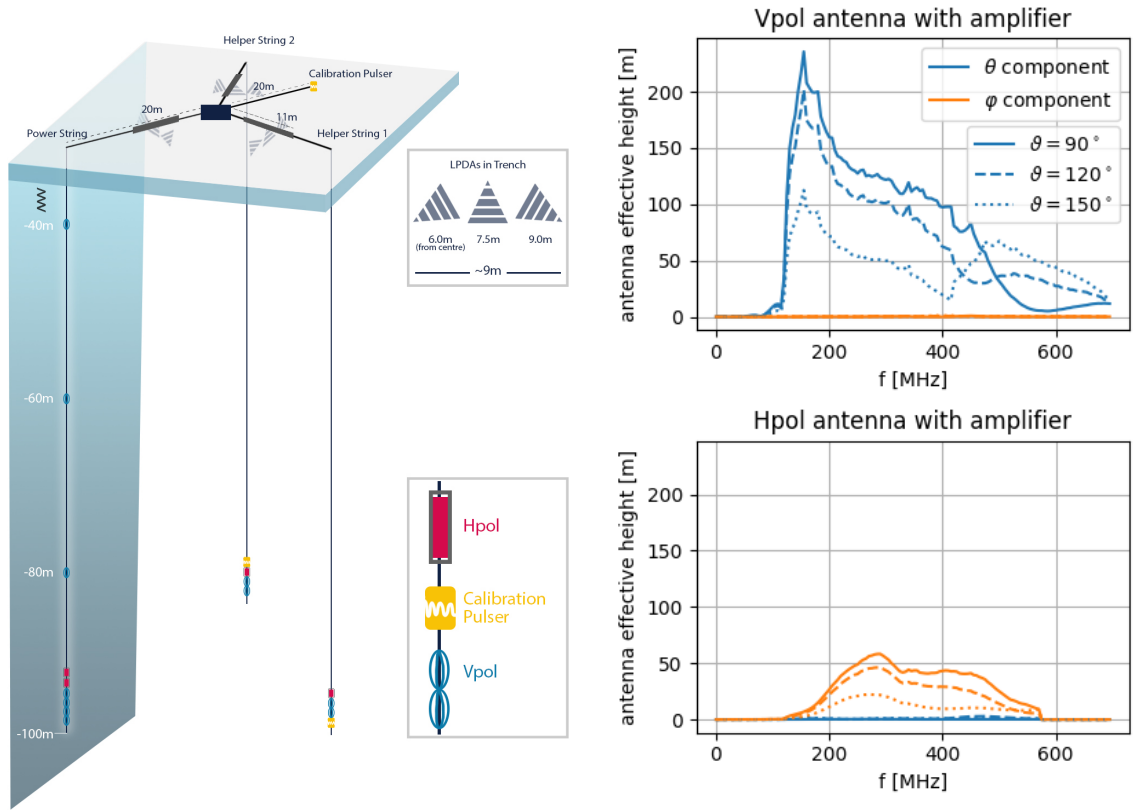 Helper String 2
Calibration Pulser
20m
20m
11m
Power String
Helper String 1
-40m
-60m
-80m
-100m
LPDAs in Trench
6.0m 7.5m 9.0m
(from centre)
~9m
Hpol
Calibration
Pulser
Vpol
Vpol antenna with amplifier
antenna effective height [m]
200
150
100
50
0
0 200 400 600
f [MHz]
θ component
φ component
ϑ = 90°
ϑ = 120°
ϑ = 150°
Hpol antenna with amplifier
antenna effective height [m]
200
150
100
50
0
0 200 400 600
f [MHz]